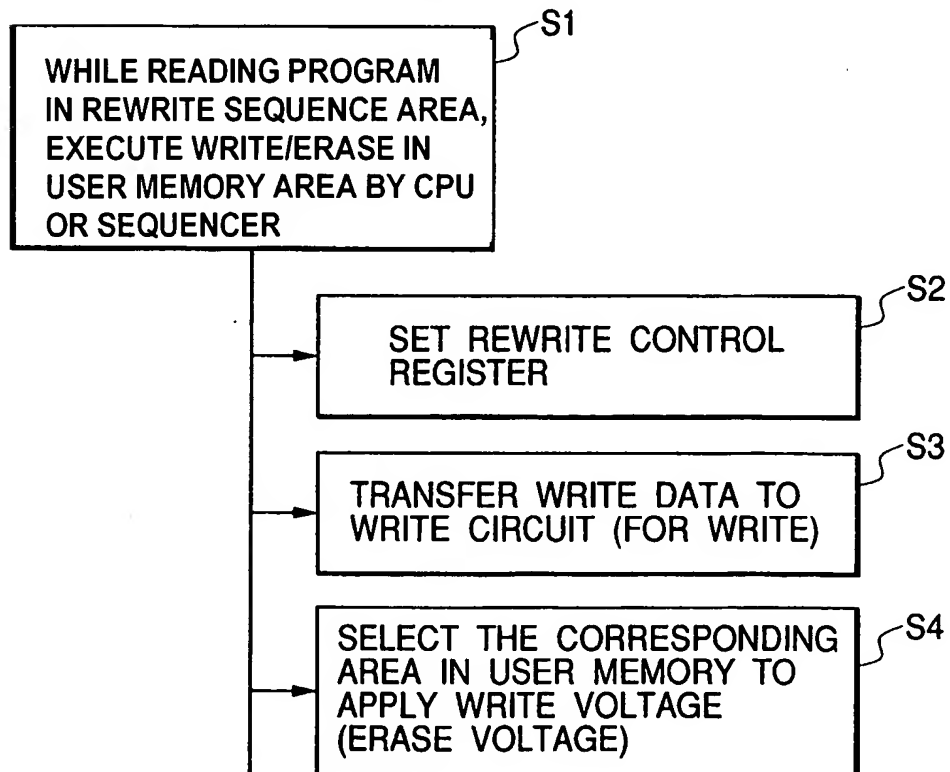 S1
WHILE READING PROGRAM
IN REWRITE SEQUENCE AREA,
EXECUTE WRITE/ERASE IN
USER MEMORY AREA BY CPU
OR SEQUENCER
S2
SET REWRITE CONTROL
REGISTER
S3
TRANSFER WRITE DATA TO
WRITE CIRCUIT (FOR WRITE)
S4
SELECT THE CORRESPONDING
AREA IN USER MEMORY TO
APPLY WRITE VOLTAGE
(ERASE VOLTAGE)